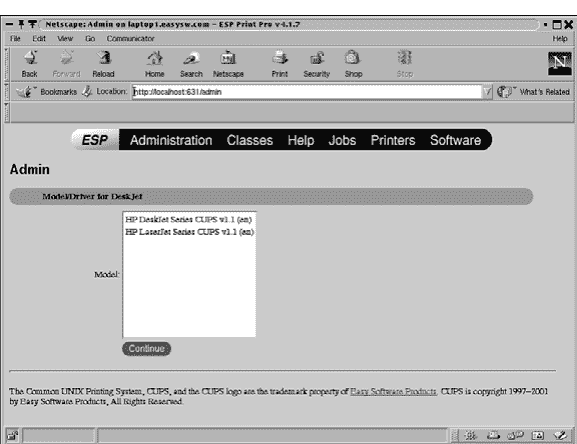 Netscape: Admin on laptop1.easysw.com - ESP Print Pro v4.1.7
File Edit View Go Communicator Help
Back Forward Reload Home Search Netscape Print Security Shop Stop
Bookmarks Location: http://localhost:631/admin What's Related
ESP Administration Classes Help Jobs Printers Software
Admin
Model/Driver for DeskJet
HP DeskJet Series CUPS v1.1 (en)
HP LaserJet Series CUPS v1.1 (en)
Model:
Continue
The Common UNIX Printing System, CUPS, and the CUPS logo are the trademark property of Easy Software Products. CUPS is copyright 1997-2001
by Easy Software Products, All Rights Reserved.